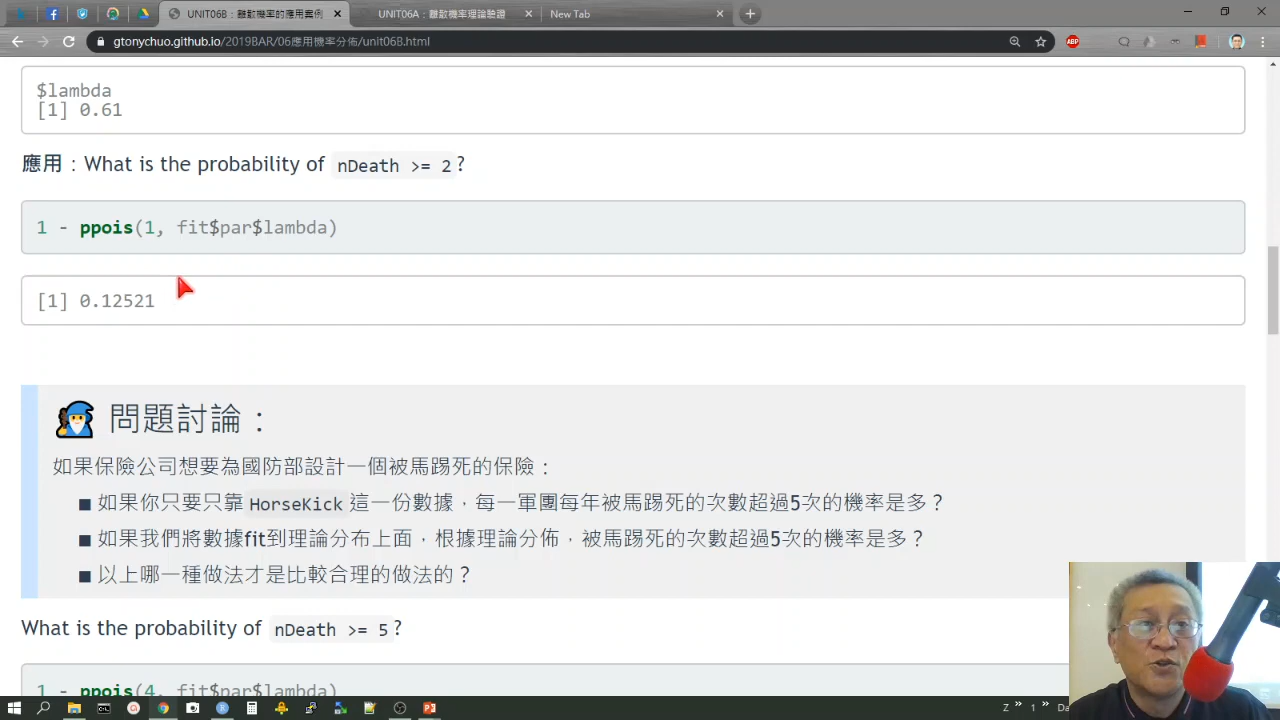 UNIT06B：離散機率的應用案例
UNIT06A：離散機率理論驗證
New Tab
gtonychuo.github.io/2019BAR/06應用機率分佈/unit06B.html
ABP
$lambda
[1] 0.61
應用：What is the probability of nDeath >= 2?
1 - ppois(1, fit$par$lambda)
[1] 0.12521
問題討論：
如果保險公司想要為國防部設計一個被馬踢死的保險：
如果你只要只靠 HorseKick 這一份數據，每一軍團每年被馬踢死的次數超過5次的機率是多？
如果我們將數據fit到理論分布上面，根據理論分佈，被馬踢死的次數超過5次的機率是多？
以上哪一種做法才是比較合理的做法的？
What is the probability of nDeath >= 5?
1 - ppois(4, fit$par$lambda)
Z
1
Da